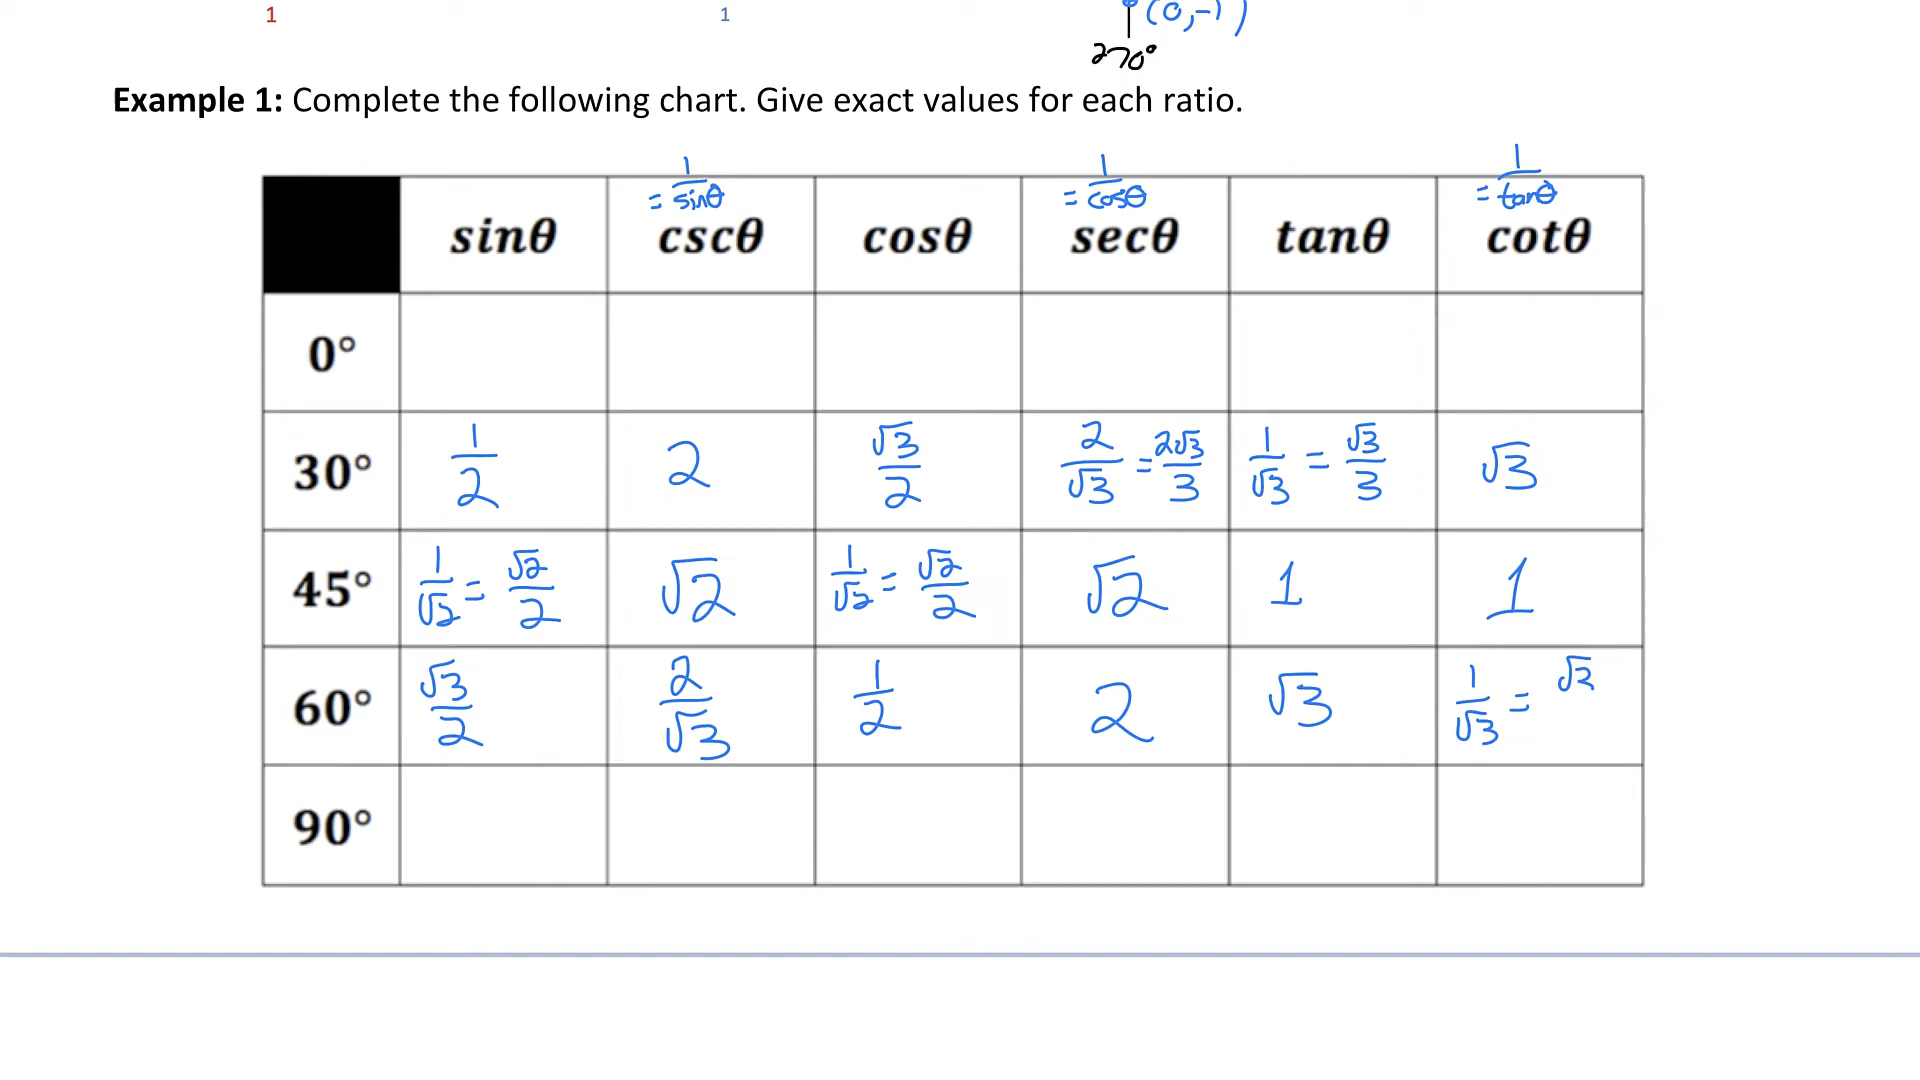 1 1 (0,-1)
270°
Example 1: Complete the following chart. Give exact values for each ratio.
= 1/sinθ = 1/cosθ = 1/tanθ
sinθ cscθ cosθ secθ tanθ cotθ
0°
30° 1/2 2 √3/2 2/√3 = 2√3/3 1/√3 = √3/3 √3
45° 1/√2 = √2/2 √2 1/√2 = √2/2 √2 1 1
60° √3/2 2/√3 1/2 2 √3 1/√3 = √3
90°